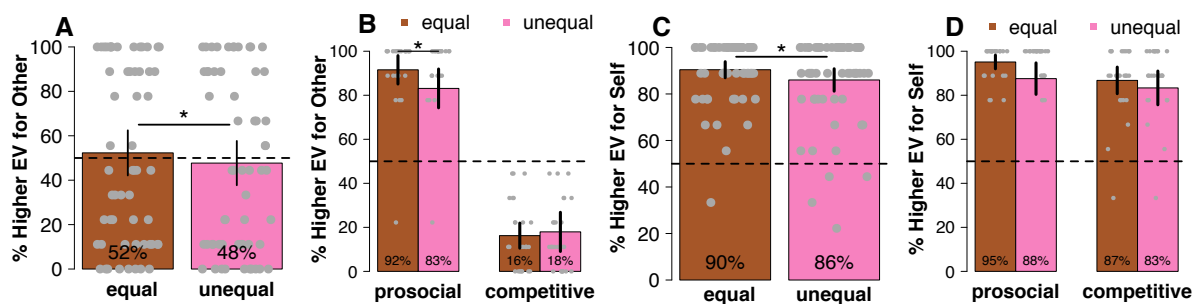 A
% Higher EV for Other
100
80
60
40
20
0
*
52%
48%
equal
unequal
B
equal
unequal
% Higher EV for Other
100
80
60
40
20
0
*
92%
83%
16%
18%
prosocial
competitive
C
% Higher EV for Self
100
80
60
40
20
0
*
90%
86%
equal
unequal
D
equal
unequal
% Higher EV for Self
100
80
60
40
20
0
95%
88%
87%
83%
prosocial
competitive